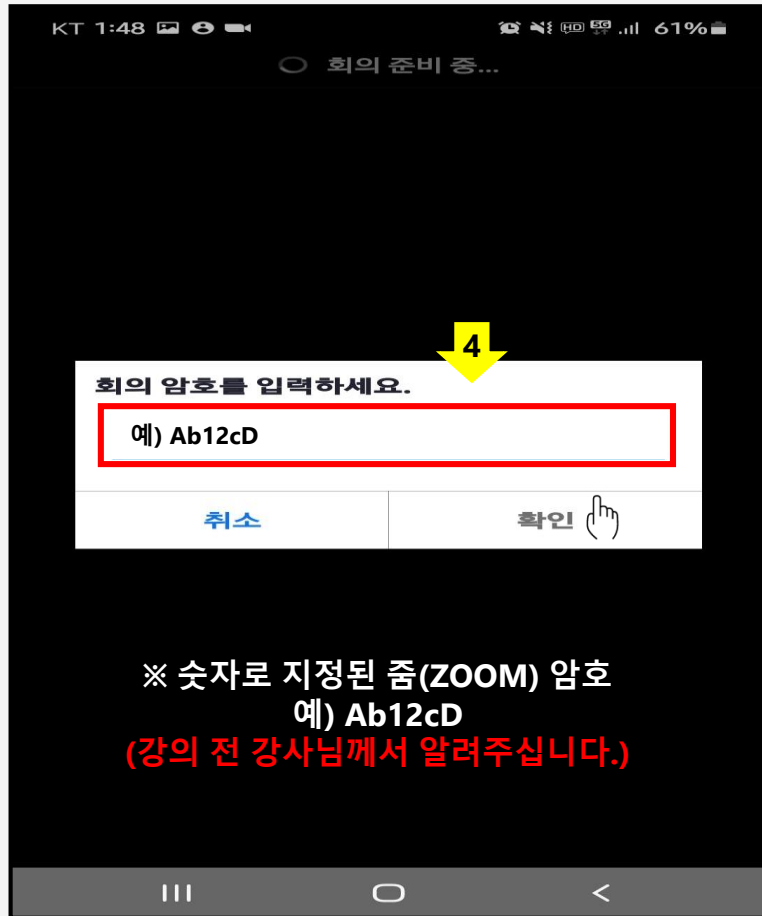 KT 1:48 HD 5G 61%
회의 준비 중...
4
회의 암호를 입력하세요.
예) Ab12cD
취소 확인
※ 숫자로 지정된 줌(ZOOM) 암호
예) Ab12cD
(강의 전 강사님께서 알려주십니다.)